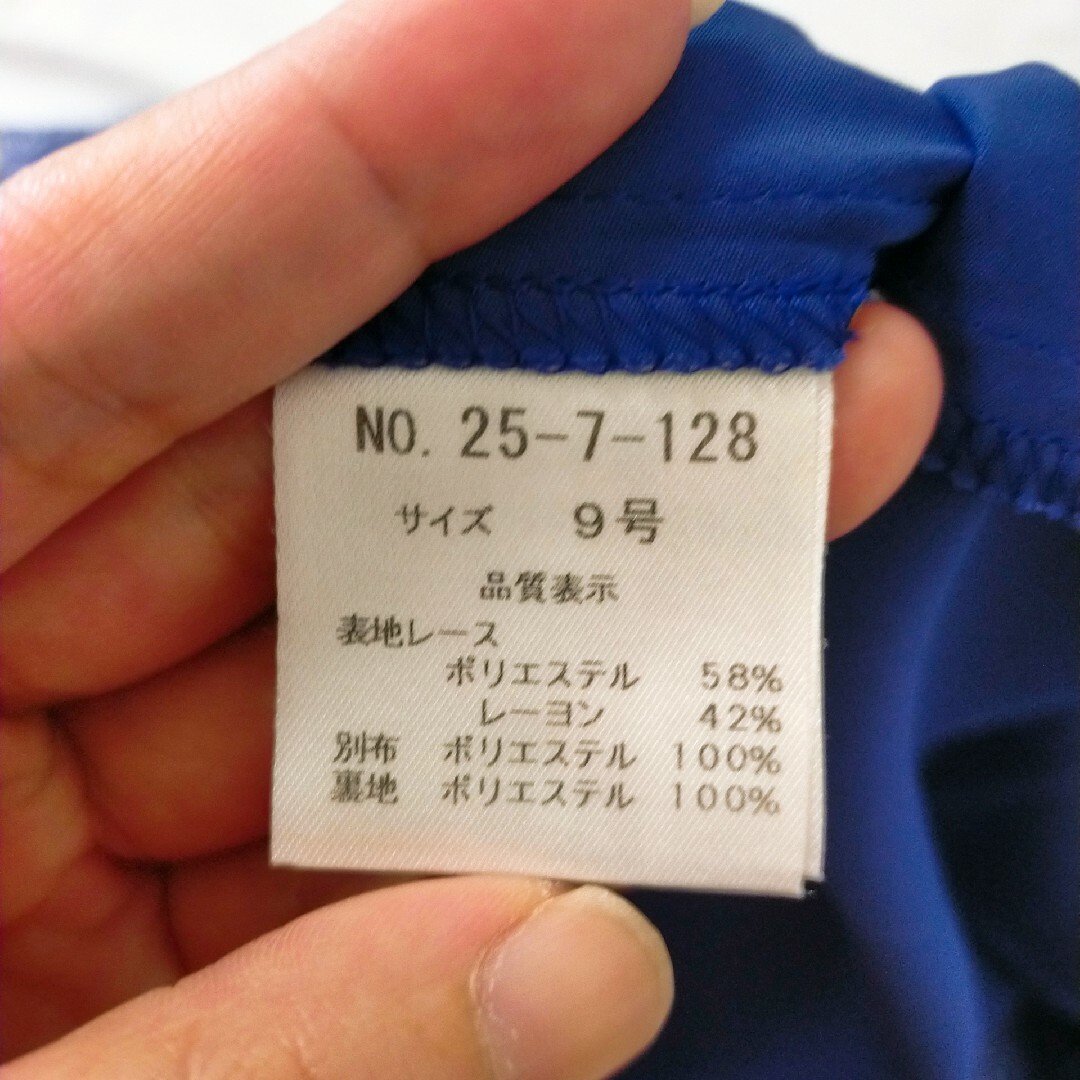 NO. 25-7-128
サイズ 9号
品質表示
表地レース
ポリエステル 58%
レーヨン 42%
別布 ポリエステル 100%
裏地 ポリエステル 100%